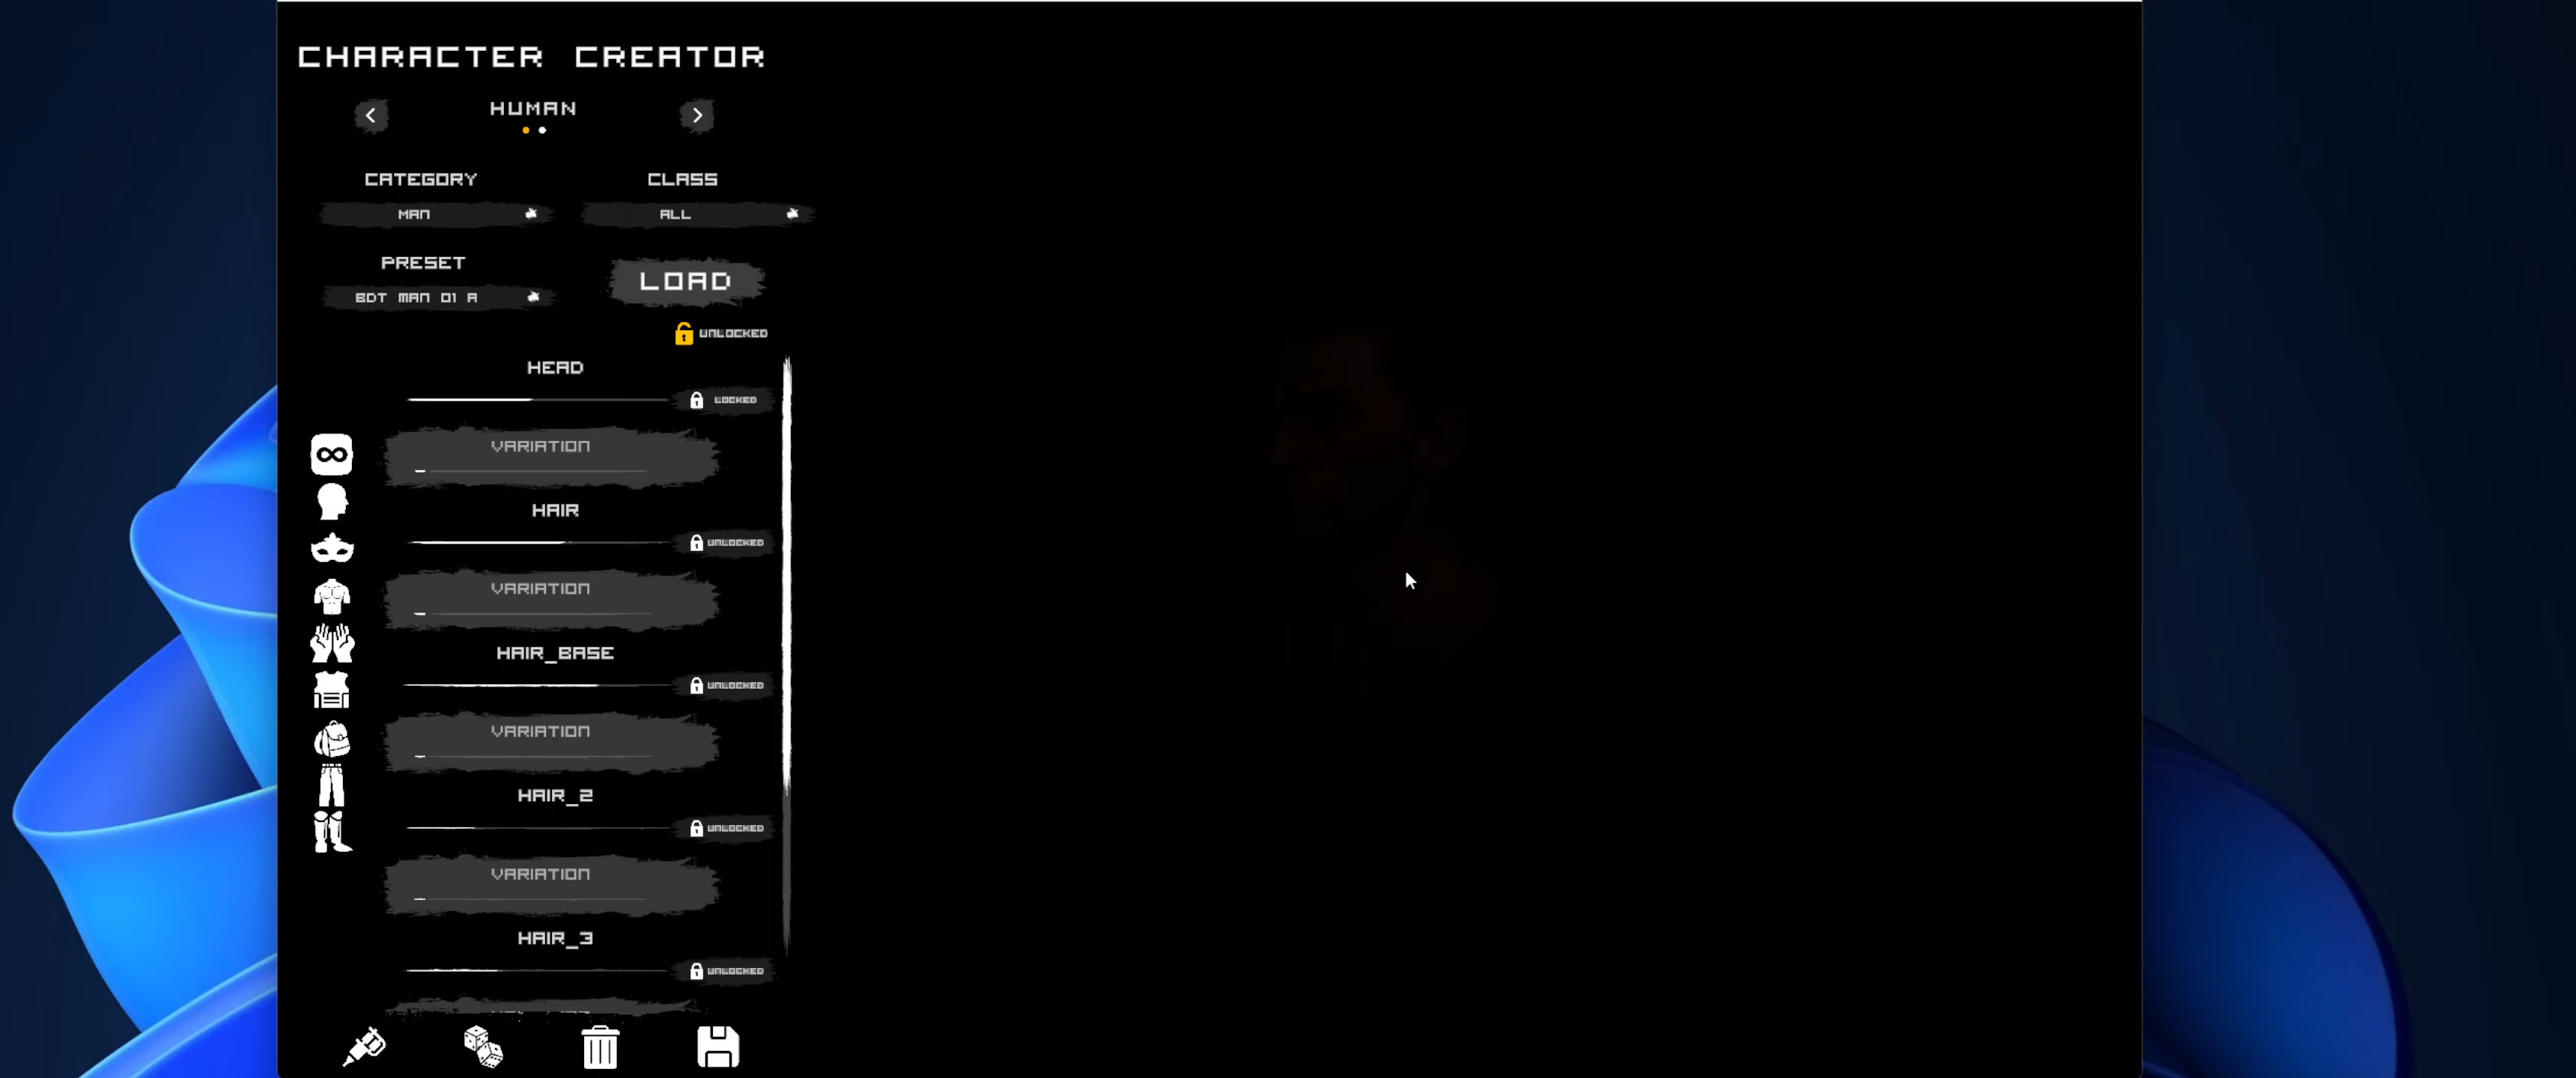 CHARACTER CREATOR
HUMAN
CATEGORY
CLASS
MAN
ALL
PRESET
LOAD
BDT MAN 01 A
UNLOCKED
HEAD
LOCKED
VARIATION
HAIR
UNLOCKED
VARIATION
HAIR_BASE
UNLOCKED
VARIATION
HAIR_2
UNLOCKED
VARIATION
HAIR_3
UNLOCKED